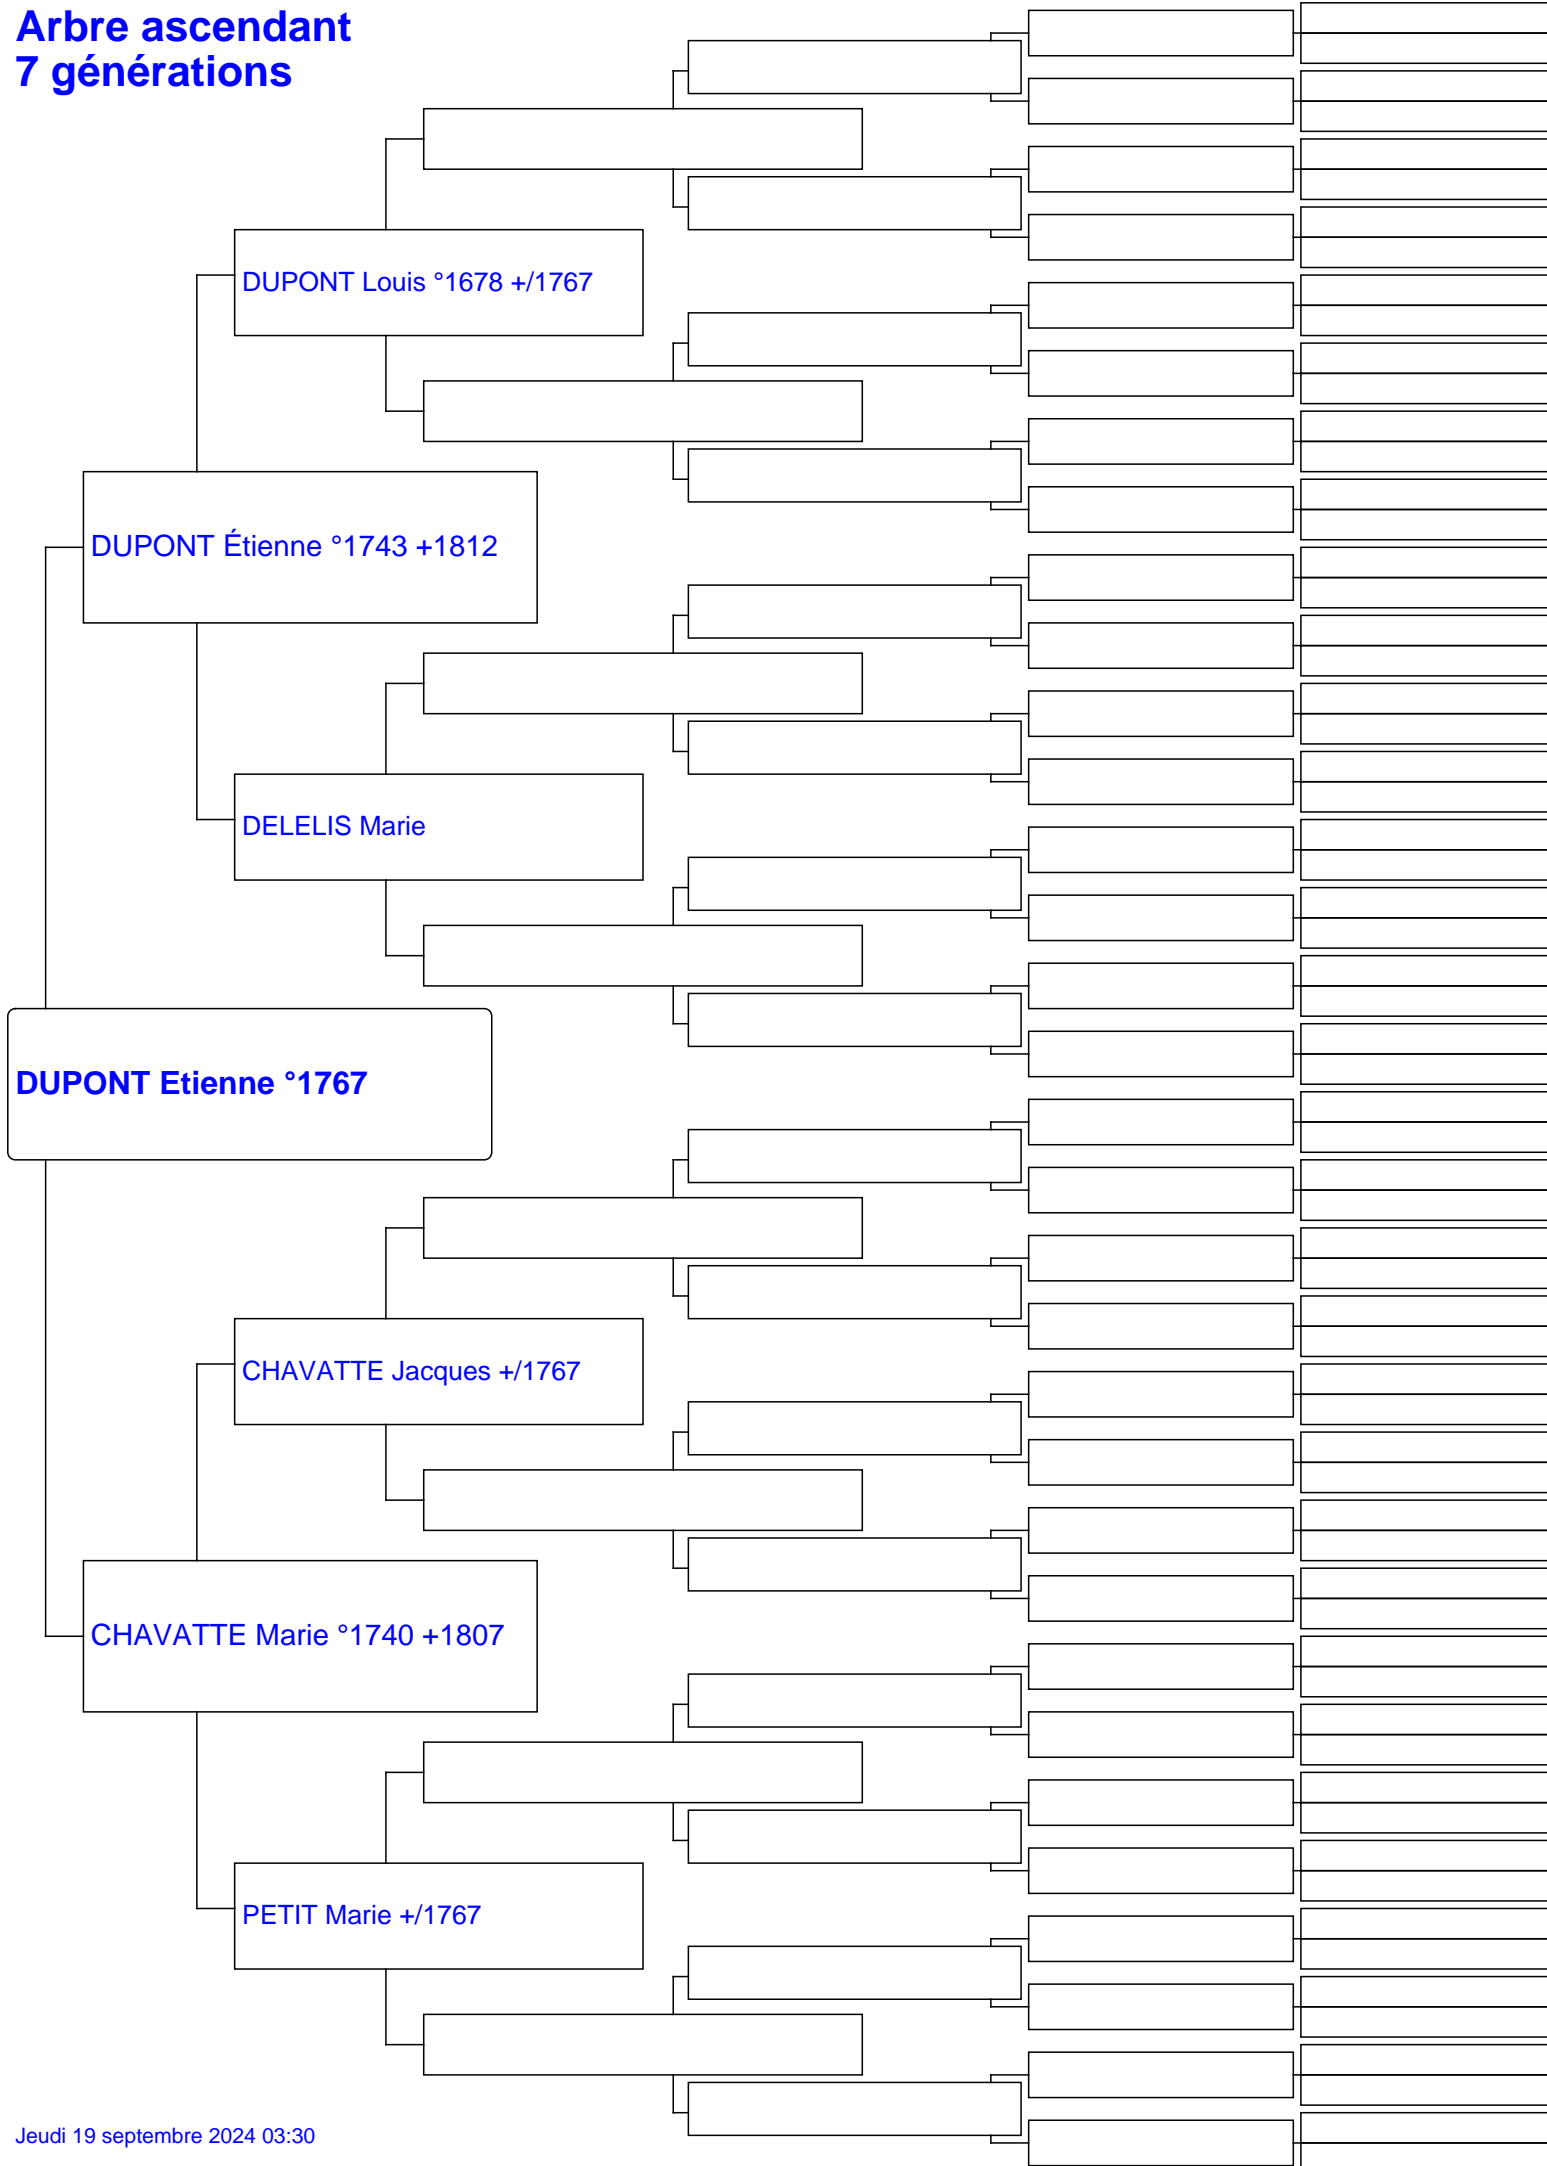 Arbre ascendant
7 générations
DUPONT Louis °1678 +/1767
DUPONT Étienne °1743 +1812
DELELIS Marie
DUPONT Etienne °1767
CHAVATTE Jacques +/1767
CHAVATTE Marie °1740 +1807
PETIT Marie +/1767
Jeudi 19 septembre 2024 03:30